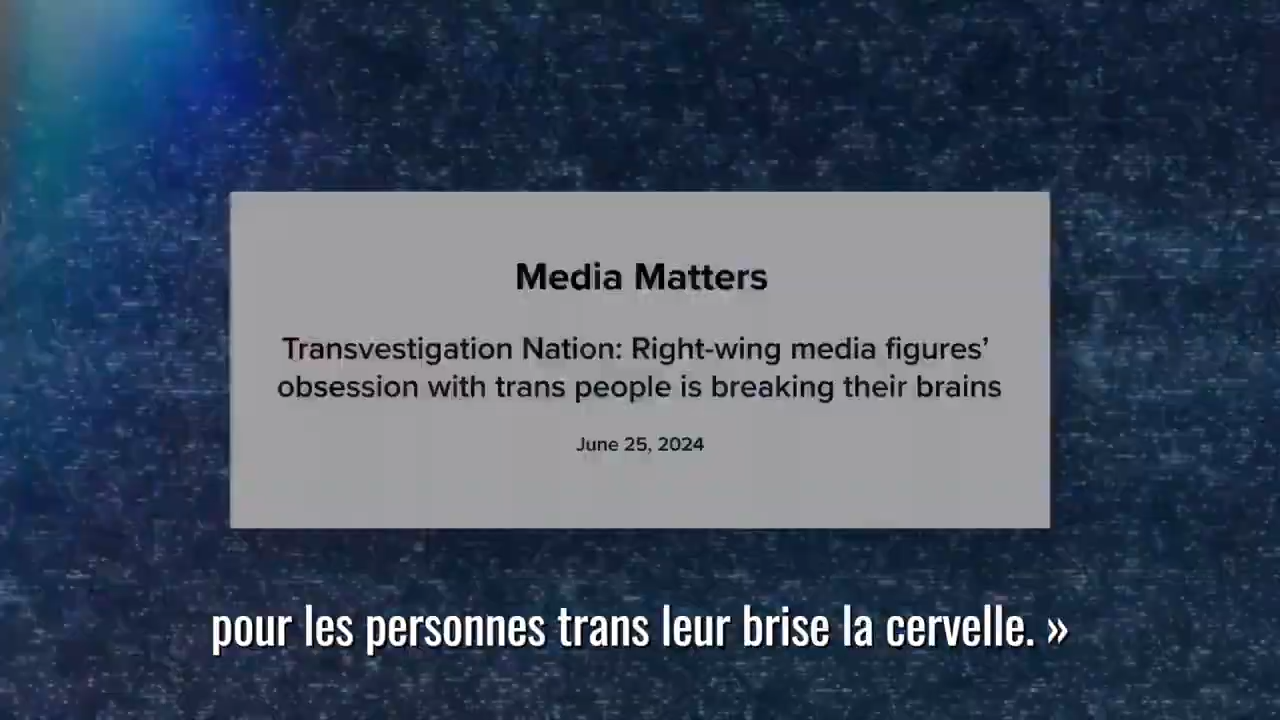 Media Matters
Transvestigation Nation: Right-wing media figures’
obsession with trans people is breaking their brains
June 25, 2024
pour les personnes trans leur brise la cervelle. »